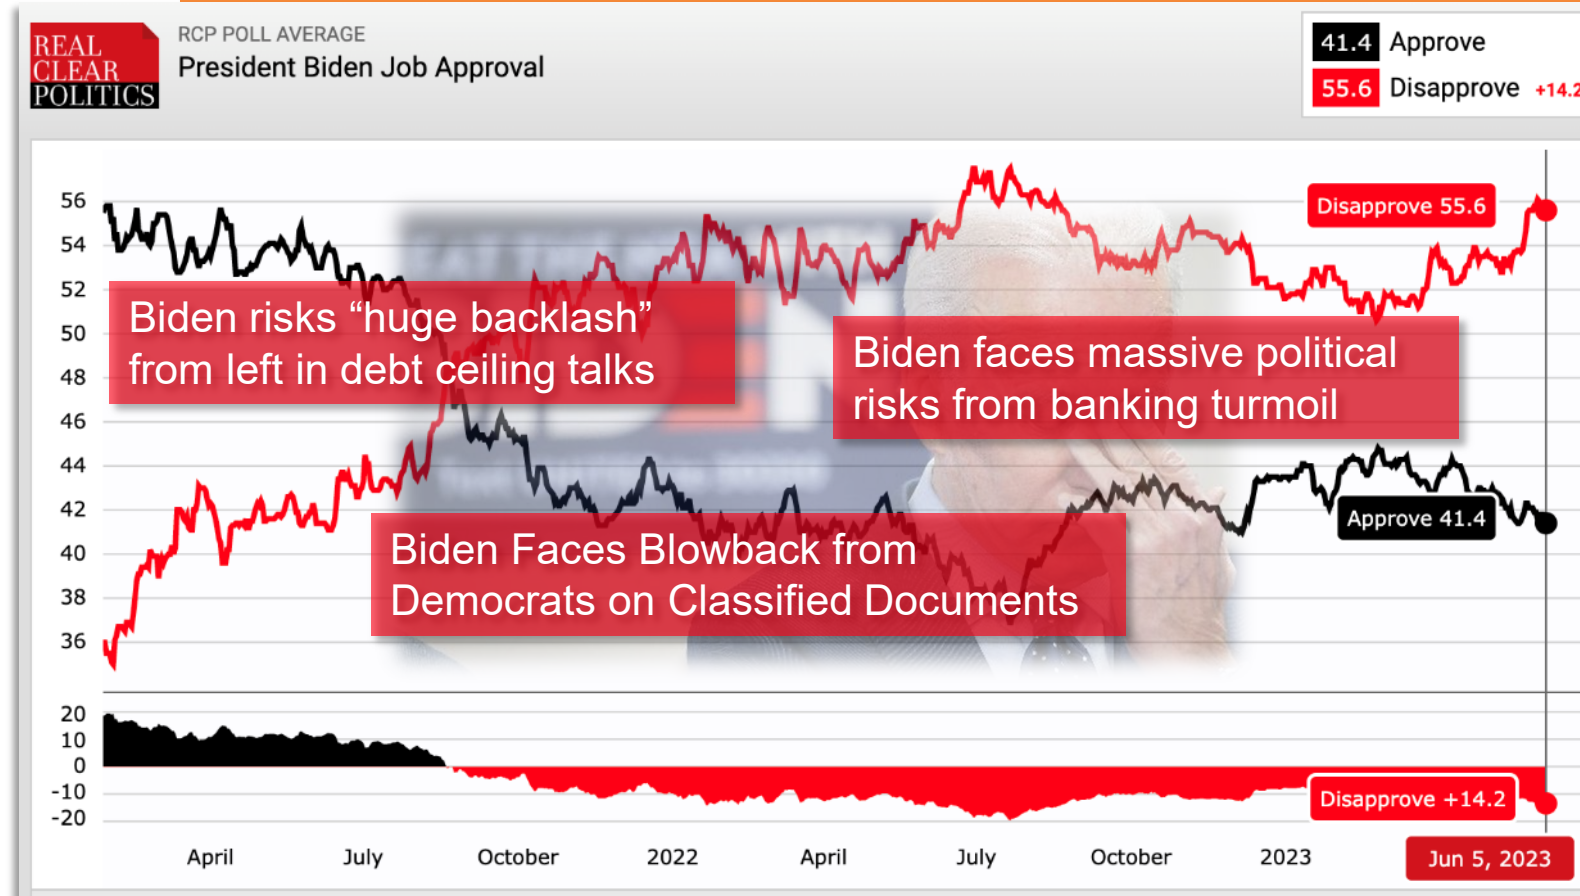 REAL
CLEAR
POLITICS
RCP POLL AVERAGE
President Biden Job Approval
41.4 Approve
55.6 Disapprove +14.2
56
54
52
50
48
46
44
42
40
38
36
Disapprove 55.6
Biden risks “huge backlash”
from left in debt ceiling talks
Biden faces massive political
risks from banking turmoil
Approve 41.4
Biden Faces Blowback from
Democrats on Classified Documents
20
10
0
-10
-20
Disapprove +14.2
April July October 2022 April July October 2023 Jun 5, 2023